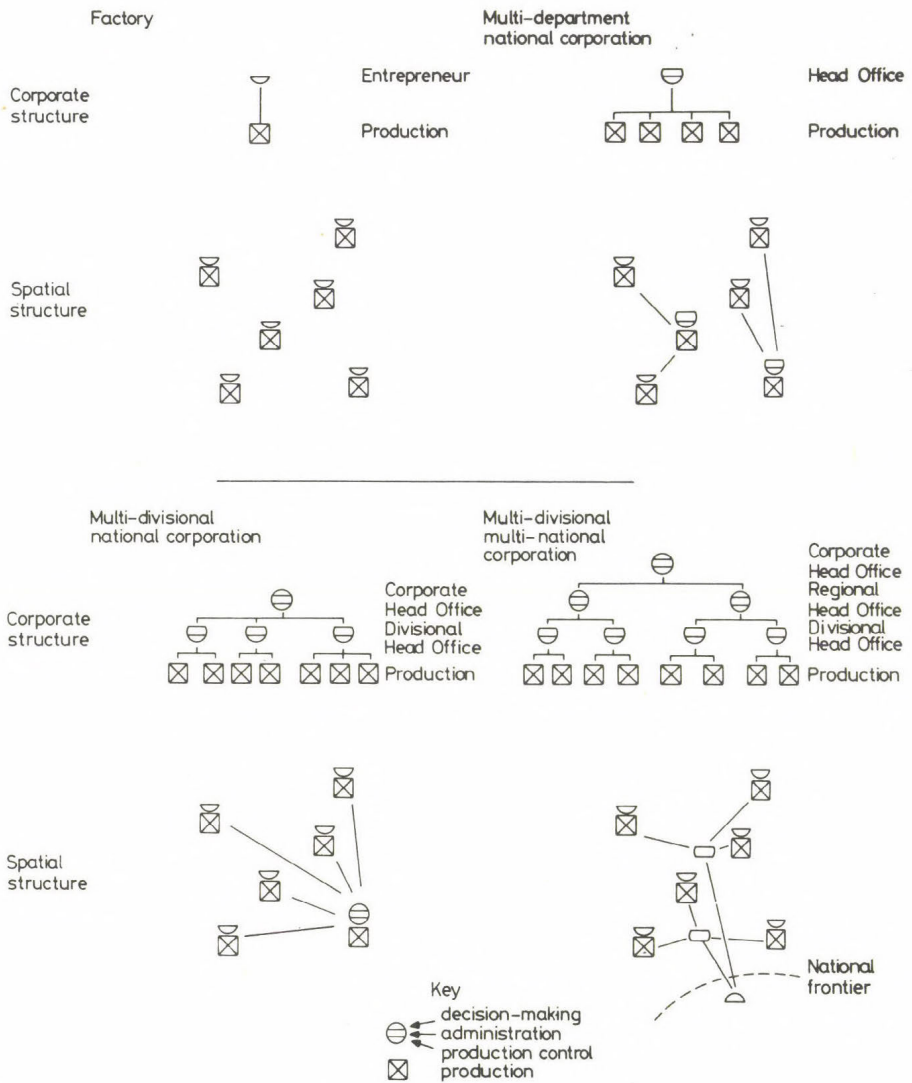 Factory
Multi-department
national corporation
Corporate
structure
Entrepreneur
Production
Head Office
Production
Spatial
structure
Multi-divisional
national corporation
Corporate
structure
Corporate
Head Office
Divisional
Head Office
Production
Multi-divisional
multi-national
corporation
Corporate
Head Office
Regional
Head Office
Divisional
Head Office
Production
Spatial
structure
National
frontier
Key
decision-making
administration
production control
production